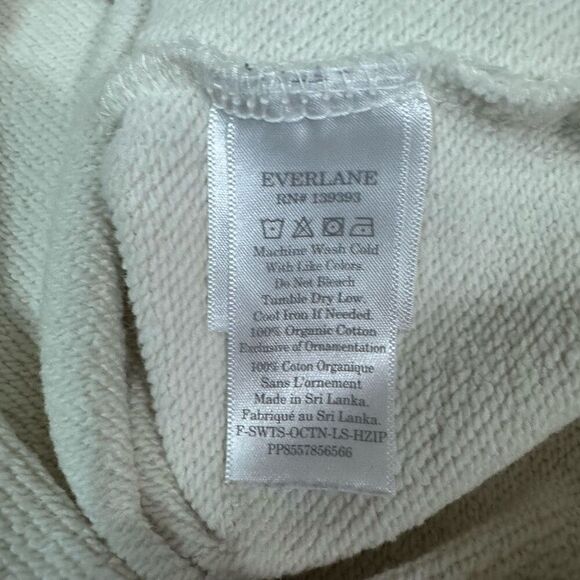 EVERLANE
RN# 139393
Machine Wash Cold
With Like Colors.
Do Not Bleach
Tumble Dry Low.
Cool Iron If Needed.
100% Organic Cotton
Exclusive of Ornamentation
100% Coton Organique
Sans L'ornement
Made in Sri Lanka.
Fabriqué au Sri Lanka.
F-SWTS-OCTN-LS-HZIP
PP8557856566